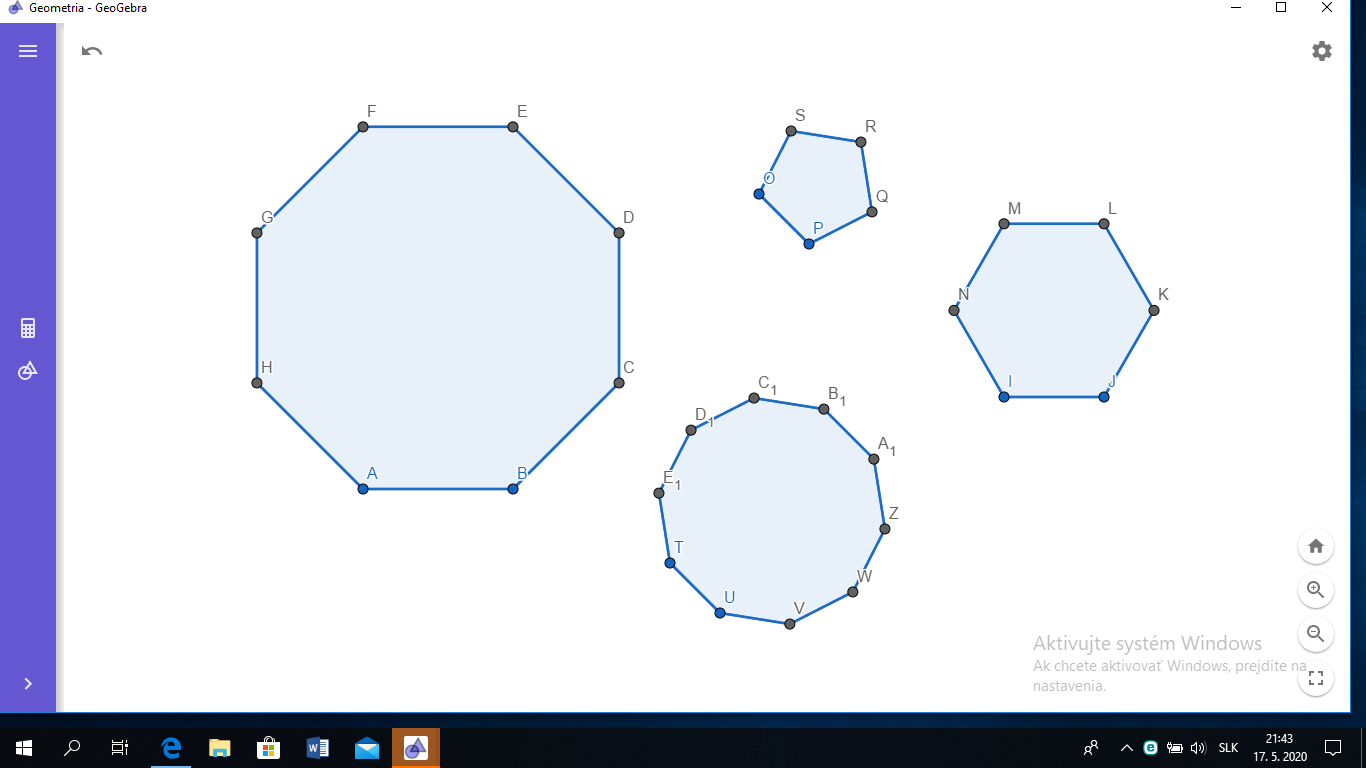 Geometria - GeoGebra
F E
S R
O
Q
P
G D
M L
N K
H C
I J
C1 B1
D1
A1
A B
E1
Z
T
W
U V
Aktivujte systém Windows
Ak chcete aktivovať Windows, prejdite na
nastavenia.
SLK
21:43
17. 5. 2020